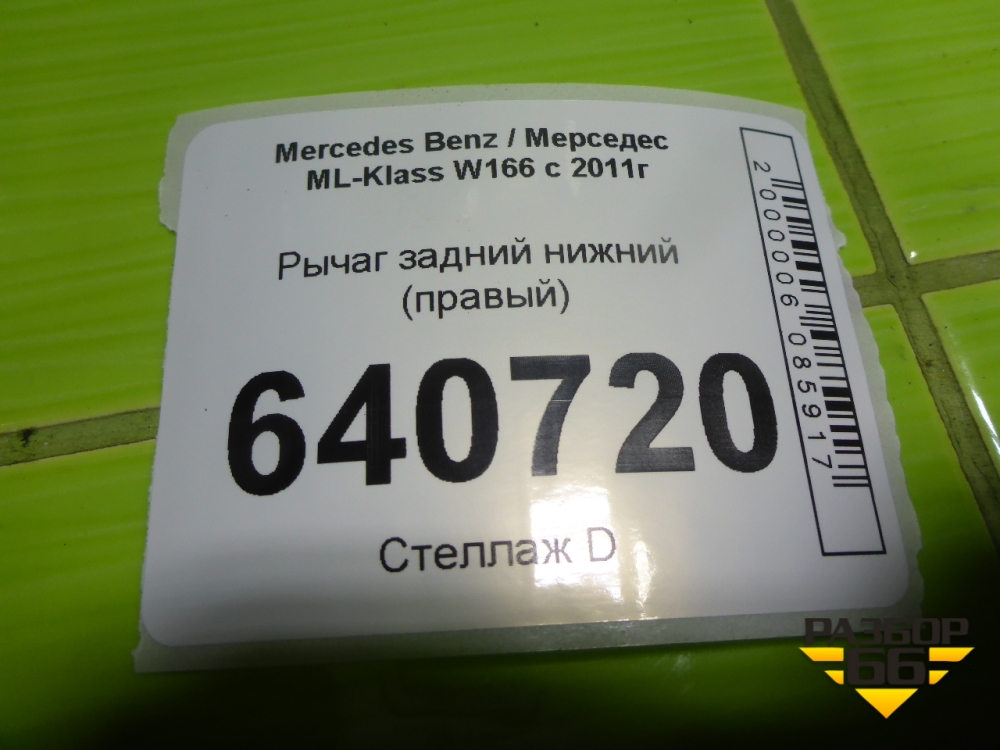 Mercedes Benz / Мерседес
ML-Klass W166 с 2011г
Рычаг задний нижний
(правый)
640720
Стеллаж D
2000006085917
РАЗБОР
66